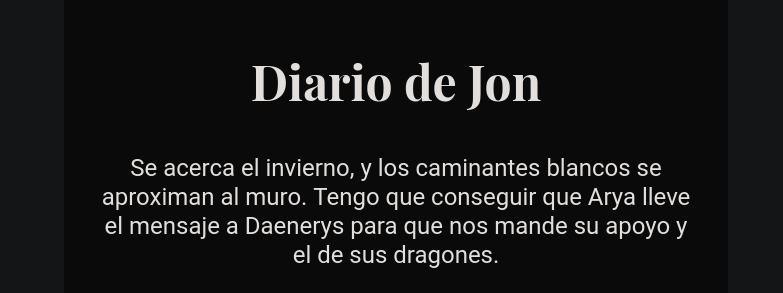 Diario de Jon
Se acerca el invierno, y los caminantes blancos se
aproximan al muro. Tengo que conseguir que Arya lleve
el mensaje a Daenerys para que nos mande su apoyo y
el de sus dragones.